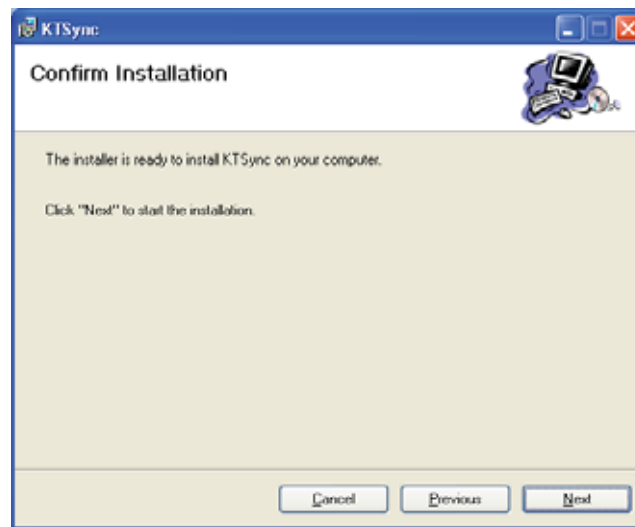 KTSync
Confirm Installation
The installer is ready to install KTSync on your computer.
Click "Next" to start the installation.
Cancel
Previous
Next